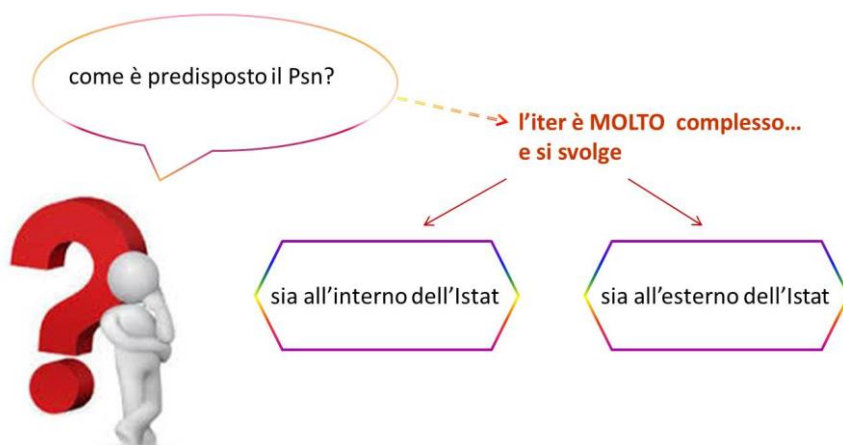 come è predisposto il Psn?
l'iter è MOLTO complesso...
e si svolge
sia all'interno dell'Istat
sia all'esterno dell'Istat